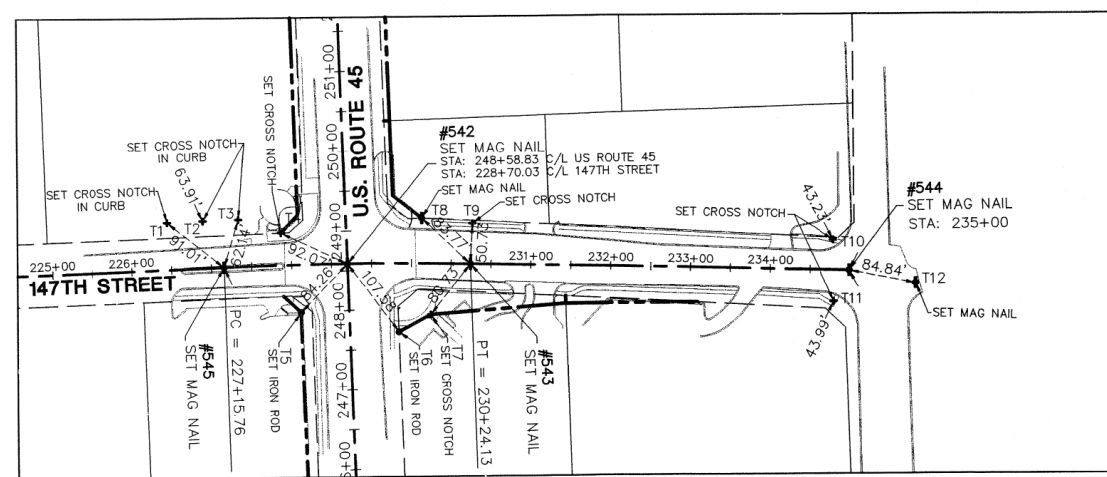 251+00
U.S. ROUTE 45
250+00
249+00
248+00
247+00
SET CROSS NOTCH
#542
SET MAG NAIL
STA: 248+58.83 C/L US ROUTE 45
STA: 228+70.03 C/L 147TH STREET
SET MAG NAIL
SET CROSS NOTCH
SET CROSS NOTCH
IN CURB
SET CROSS NOTCH
IN CURB
63.91'
T1
T2
T3
T8
T9
91.01'
92.07'
83.77'
50.73'
SET CROSS NOTCH
43.23'
T10
#544
SET MAG NAIL
STA: 235+00
84.84'
T12
SET MAG NAIL
T11
43.99'
225+00
226+00
231+00
232+00
233+00
234+00
147TH STREET
84.26'
107.58'
#545
SET MAG NAIL
PC = 227+15.76
T5
SET IRON ROD
T6
SET IRON ROD
T7
SET CROSS NOTCH
PT = 230+24.13
#543
SET MAG NAIL